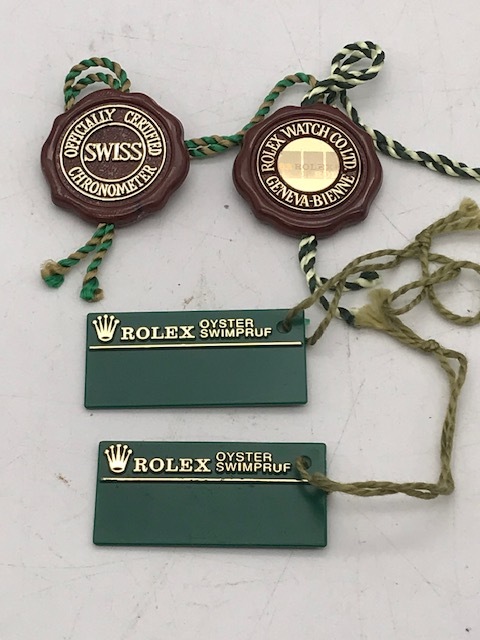 OFFICIALLY CERTIFIED
SWISS
CHRONOMETER
ROLEX WATCH CO.LTD
GENEVA-BIENNE
ROLEX OYSTER
SWIMPRUF
ROLEX OYSTER
SWIMPRUF